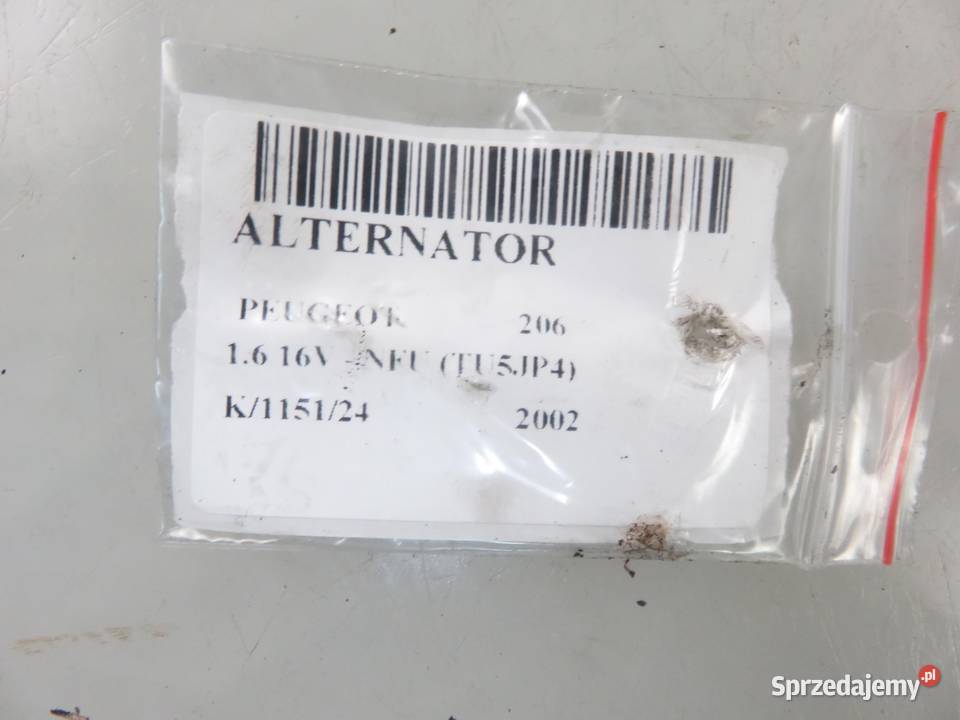 ALTERNATOR
PEUGEOT 206
1.6 16V - NFU (TU5JP4)
K/1151/24 2002
Sprzedajemy.pl